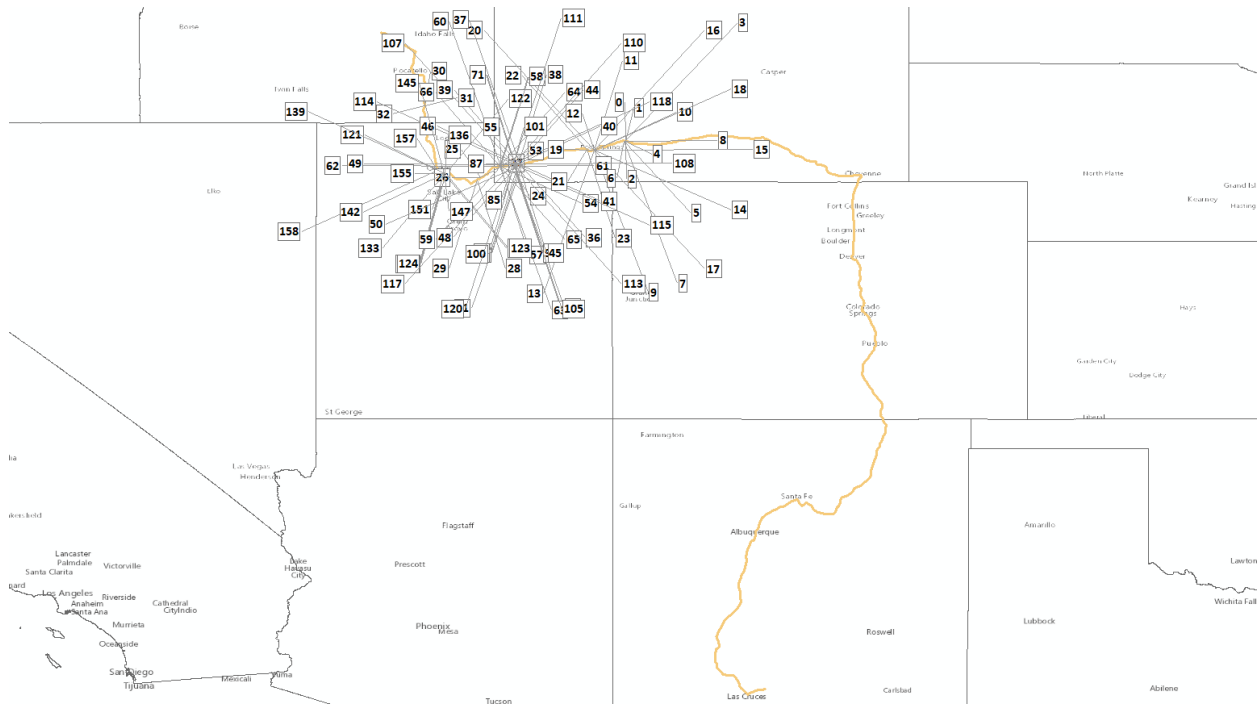 60
37
20
111
3
16
Boise
Idaho Falls
107
110
11
Pocatello
30
71
22
58
38
Casper
145
66
39
31
122
64
44
0
1
118
10
18
Twin Falls
114
32
12
139
46
136
55
101
40
121
157
25
53
19
4
8
15
62
49
87
61
108
155
26
21
6
2
Cheyenne
North Platte
Grand Isl
Elko
Salt Lake
City
85
24
54
41
Kearney
Hasting
142
151
147
5
14
Fort Collins
Greeley
50
115
158
59
48
65
36
23
Longmont
Boulder
133
100
123
57
45
Denver
124
29
28
17
117
113
7
13
9
Junction
120
105
Colorado
Springs
Hays
Pueblo
Garden City
Dodge City
St George
Liberal
Farmington
Las Vegas
Henderson
Santa Fe
Gallup
akersfield
Flagstaff
Albuquerque
Amarillo
Lancaster
Palmdale
Victorville
Lake
Havasu
City
Prescott
Lawton
Santa Clarita
Los Angeles
Riverside
Anaheim
Santa Ana
Cathedral
City
Indio
Wichita Fall
Murrieta
Phoenix
Mesa
Roswell
Lubbock
Oceanside
San Diego
Tijuana
Mexicali
Yuma
Tucson
Las Cruces
Carlsbad
Abilene